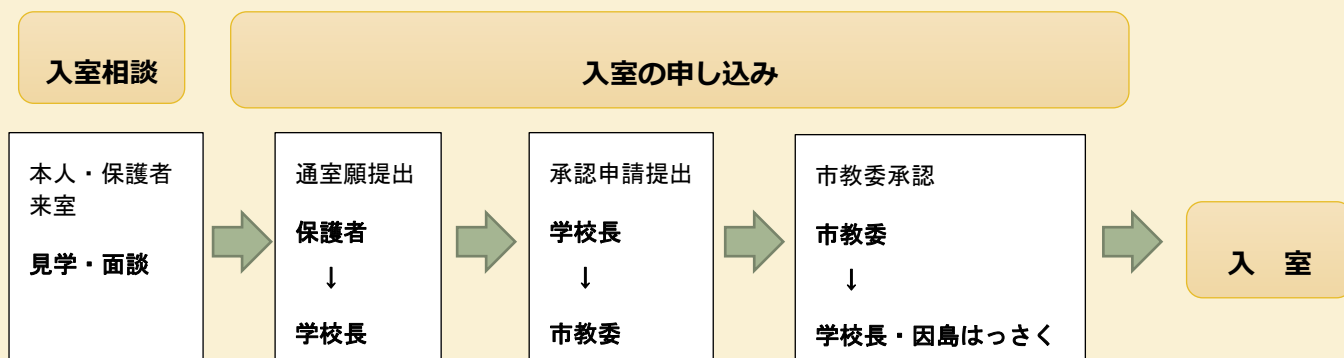 入室相談
入室の申し込み
本人・保護者
来室
見学・面談
通室願提出
保護者
↓
学校長
承認申請提出
学校長
↓
市教委
市教委承認
市教委
↓
学校長・因島はっさく
入　室